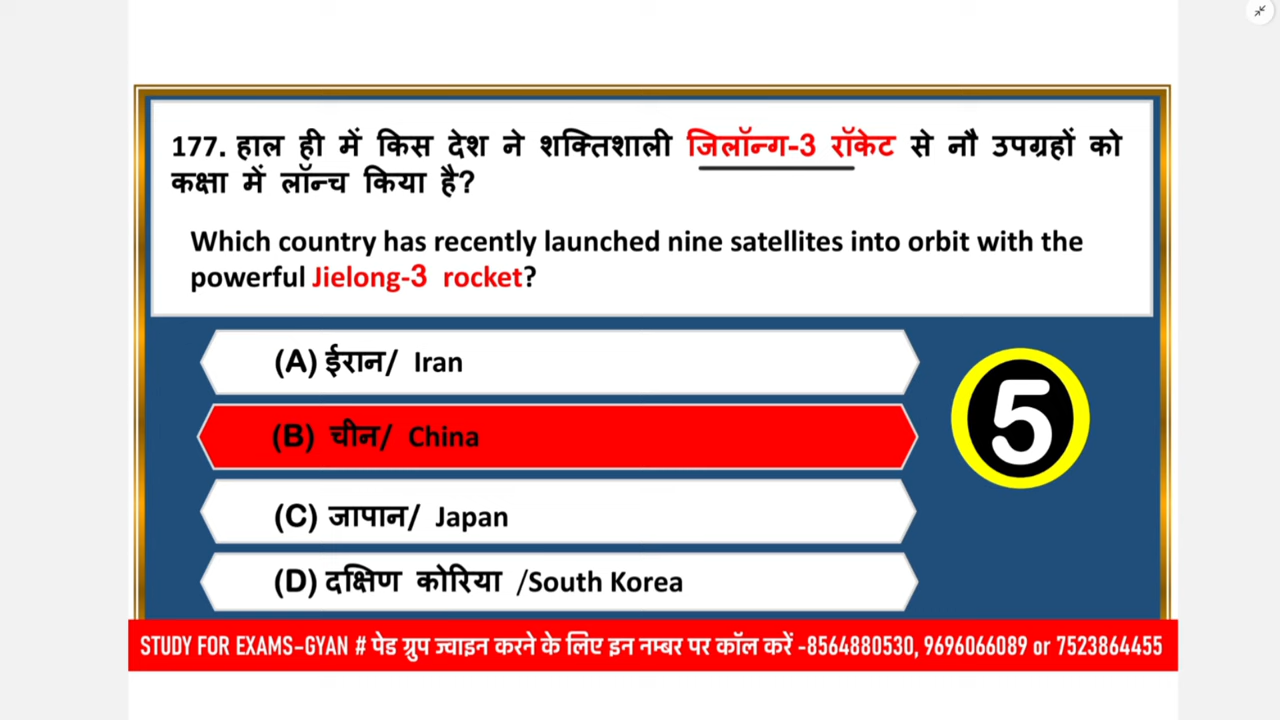 177. हाल ही में किस देश ने शक्तिशाली जिलॉन्ग-3 रॉकेट से नौ उपग्रहों को
कक्षा में लॉन्च किया है?
Which country has recently launched nine satellites into orbit with the
powerful Jielong-3 rocket?
(A) ईरान/ Iran
(B) चीन/ China
5
(C) जापान/ Japan
(D) दक्षिण कोरिया /South Korea
STUDY FOR EXAMS-GYAN # पेड ग्रुप ज्वाइन करने के लिए इन नम्बर पर कॉल करें -8564880530, 9696066089 or 7523864455